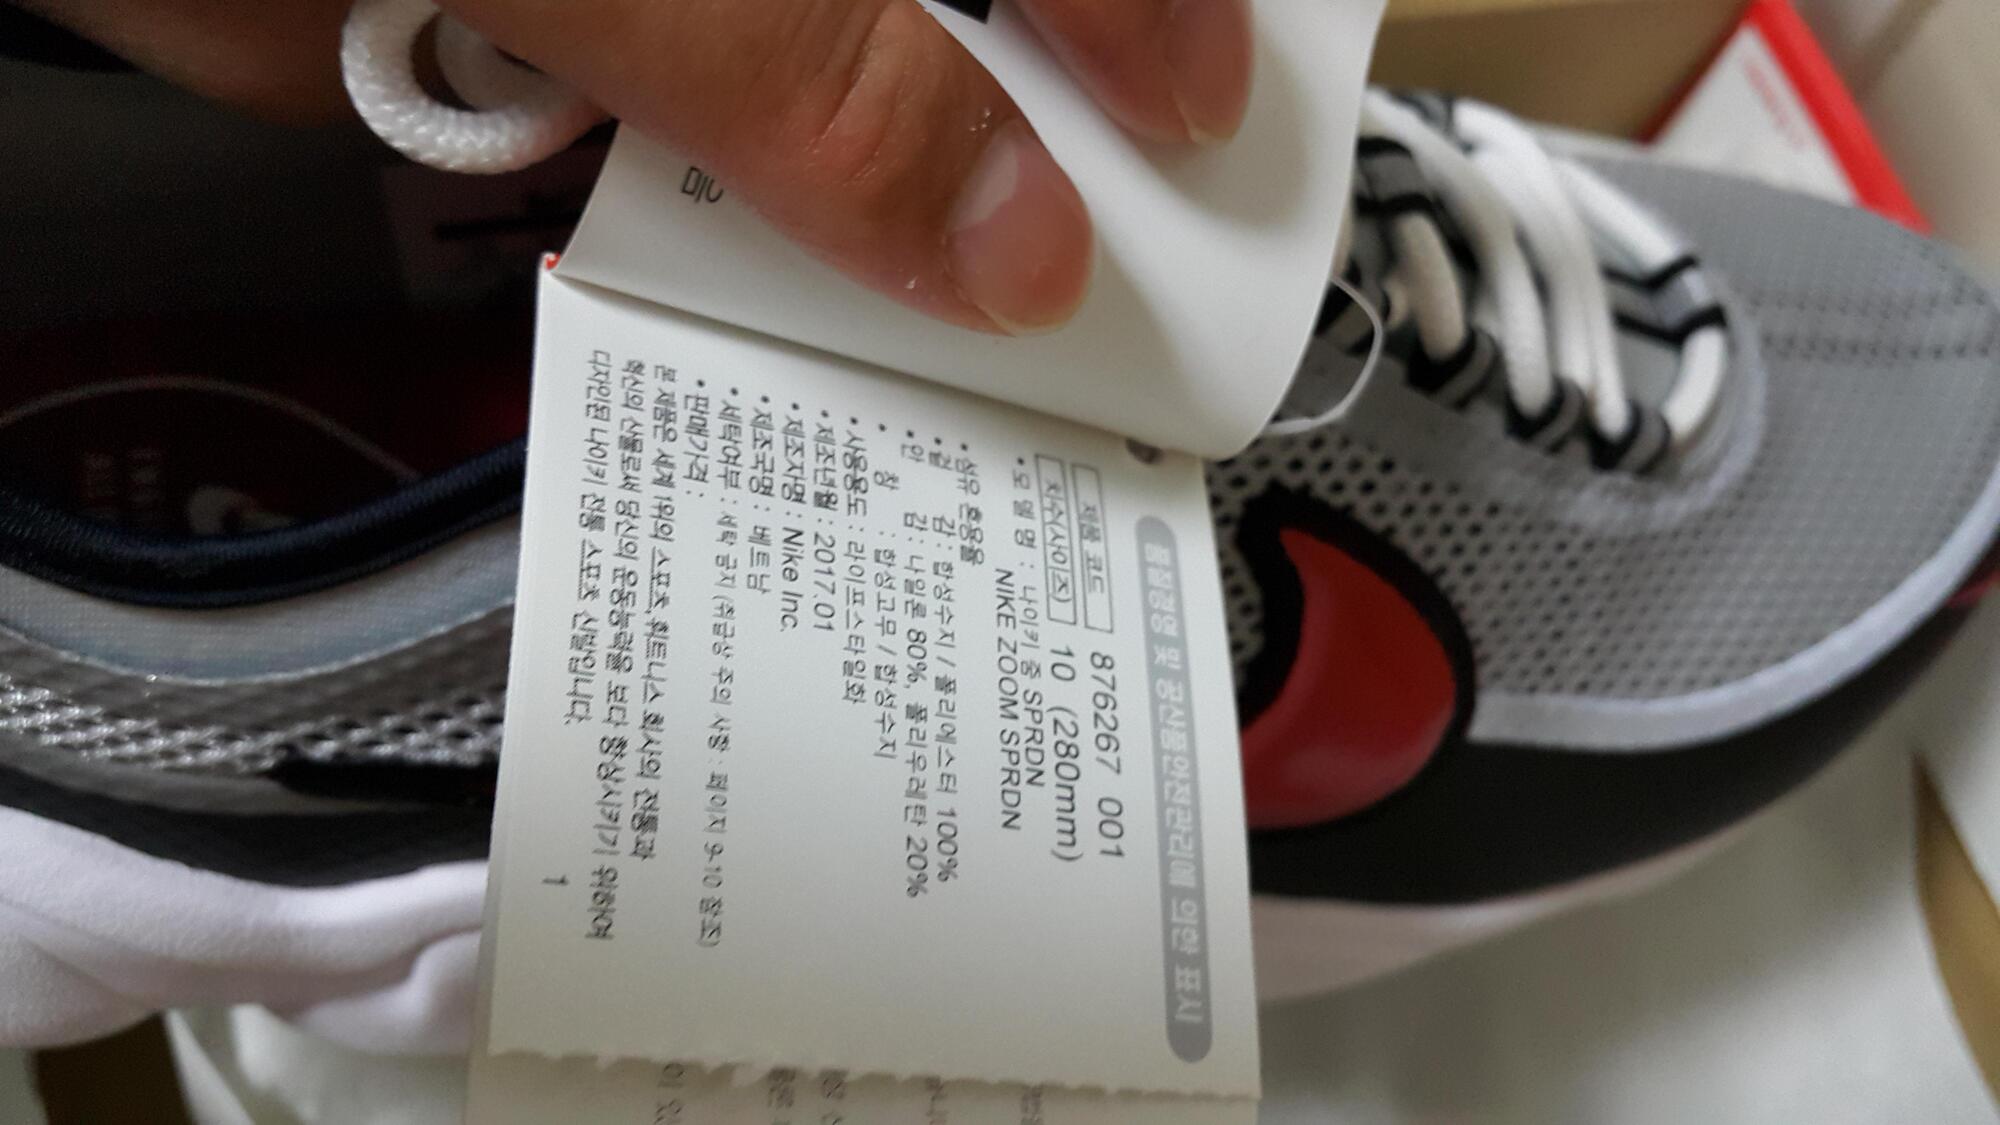 품질경영 및 공산품안전관리에 의한 표시
제품 코드 876267 001
치수(사이즈) 10 (280mm)
• 모 델 명 : 나이키 줌 SPRDN
NIKE ZOOM SPRDN
• 섬유 혼용율
• 겉 감 : 합성수지 / 폴리에스터 100%
• 안 감 : 나일론 80%, 폴리우레탄 20%
• 창 : 합성고무 / 합성수지
• 사용용도 : 라이프스타일화
• 제조년월 : 2017.01
• 제조자명 : Nike Inc.
• 제조국명 : 베트남
• 세탁여부 : 세탁 금지 (취급상 주의 사항 : 페이지 9-10 참조)
• 판매가격 :
본 제품은 세계 1위의 스포츠, 휘트니스 회사의 전통과
혁신의 산물로써 당신의 운동능력을 보다 향상시키기 위하여
디자인된 나이키 전통 스포츠 신발입니다.
1
음